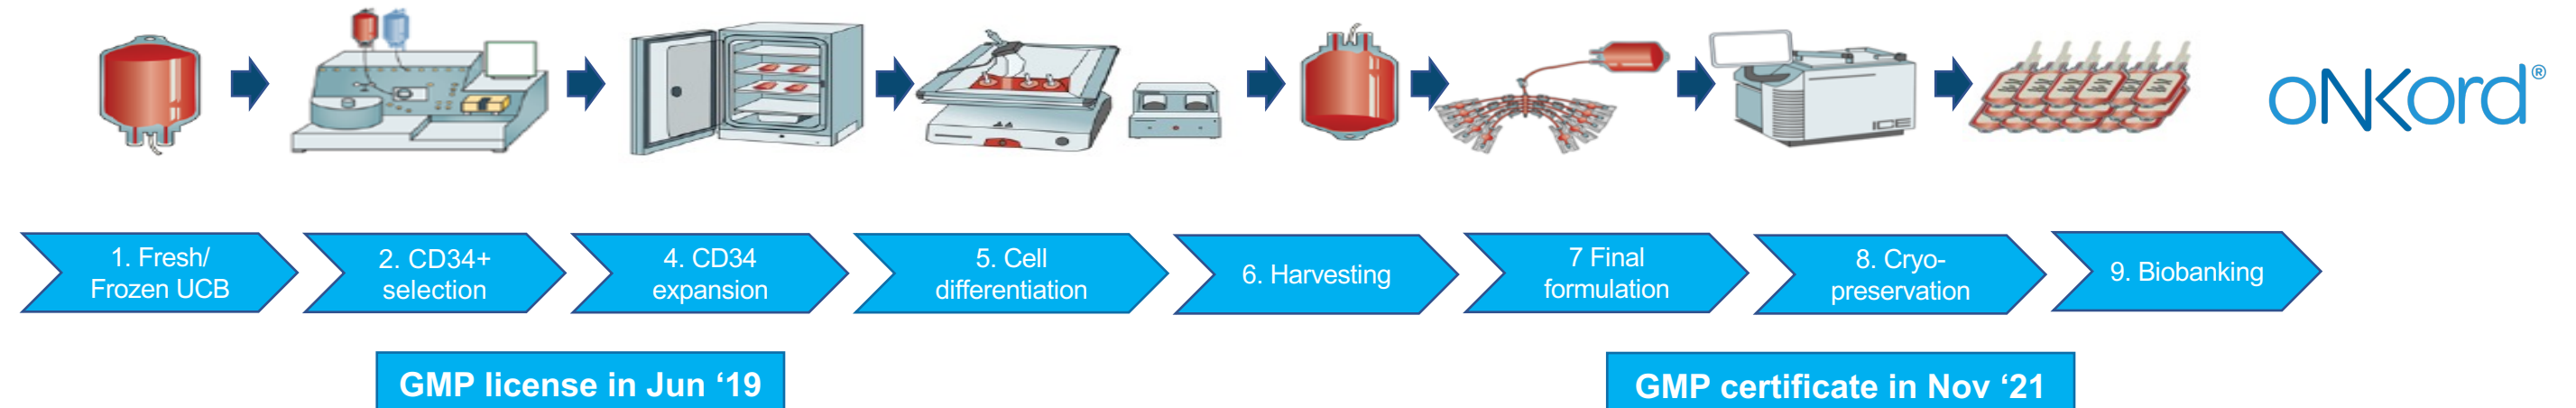 ICE
oNKord®
1. Fresh/
Frozen UCB
2. CD34+
selection
4. CD34
expansion
5. Cell
differentiation
6. Harvesting
7 Final
formulation
8. Cryo-
preservation
9. Biobanking
GMP license in Jun ‘19
GMP certificate in Nov ‘21